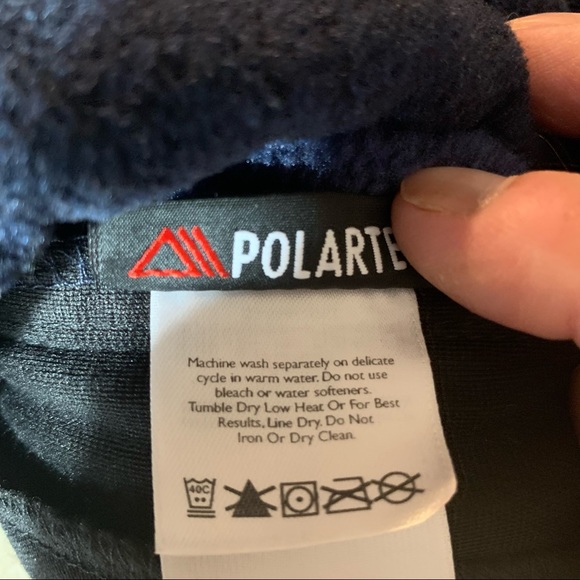 POLARTE
Machine wash separately on delicate
cycle in warm water. Do not use
bleach or water softeners.
Tumble Dry Low Heat Or For Best
Results, Line Dry. Do Not
Iron Or Dry Clean.
40C